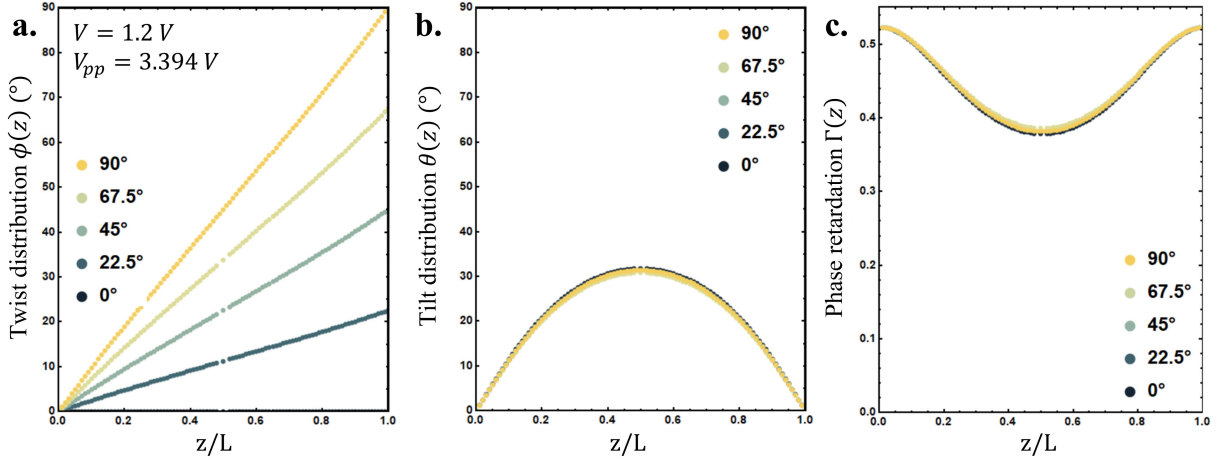 a.
V = 1.2 V
V_pp = 3.394 V
Twist distribution ϕ(z) (°)
90
80
70
60
50
40
30
20
10
0
90°
67.5°
45°
22.5°
0°
0.0 0.2 0.4 0.6 0.8 1.0
z/L
b.
Tilt distribution θ(z) (°)
90
80
70
60
50
40
30
20
10
0
90°
67.5°
45°
22.5°
0°
0.0 0.2 0.4 0.6 0.8 1.0
z/L
c.
Phase retardation Γ(z)
0.5
0.4
0.3
0.2
0.1
0.0
90°
67.5°
45°
22.5°
0°
0.0 0.2 0.4 0.6 0.8 1.0
z/L